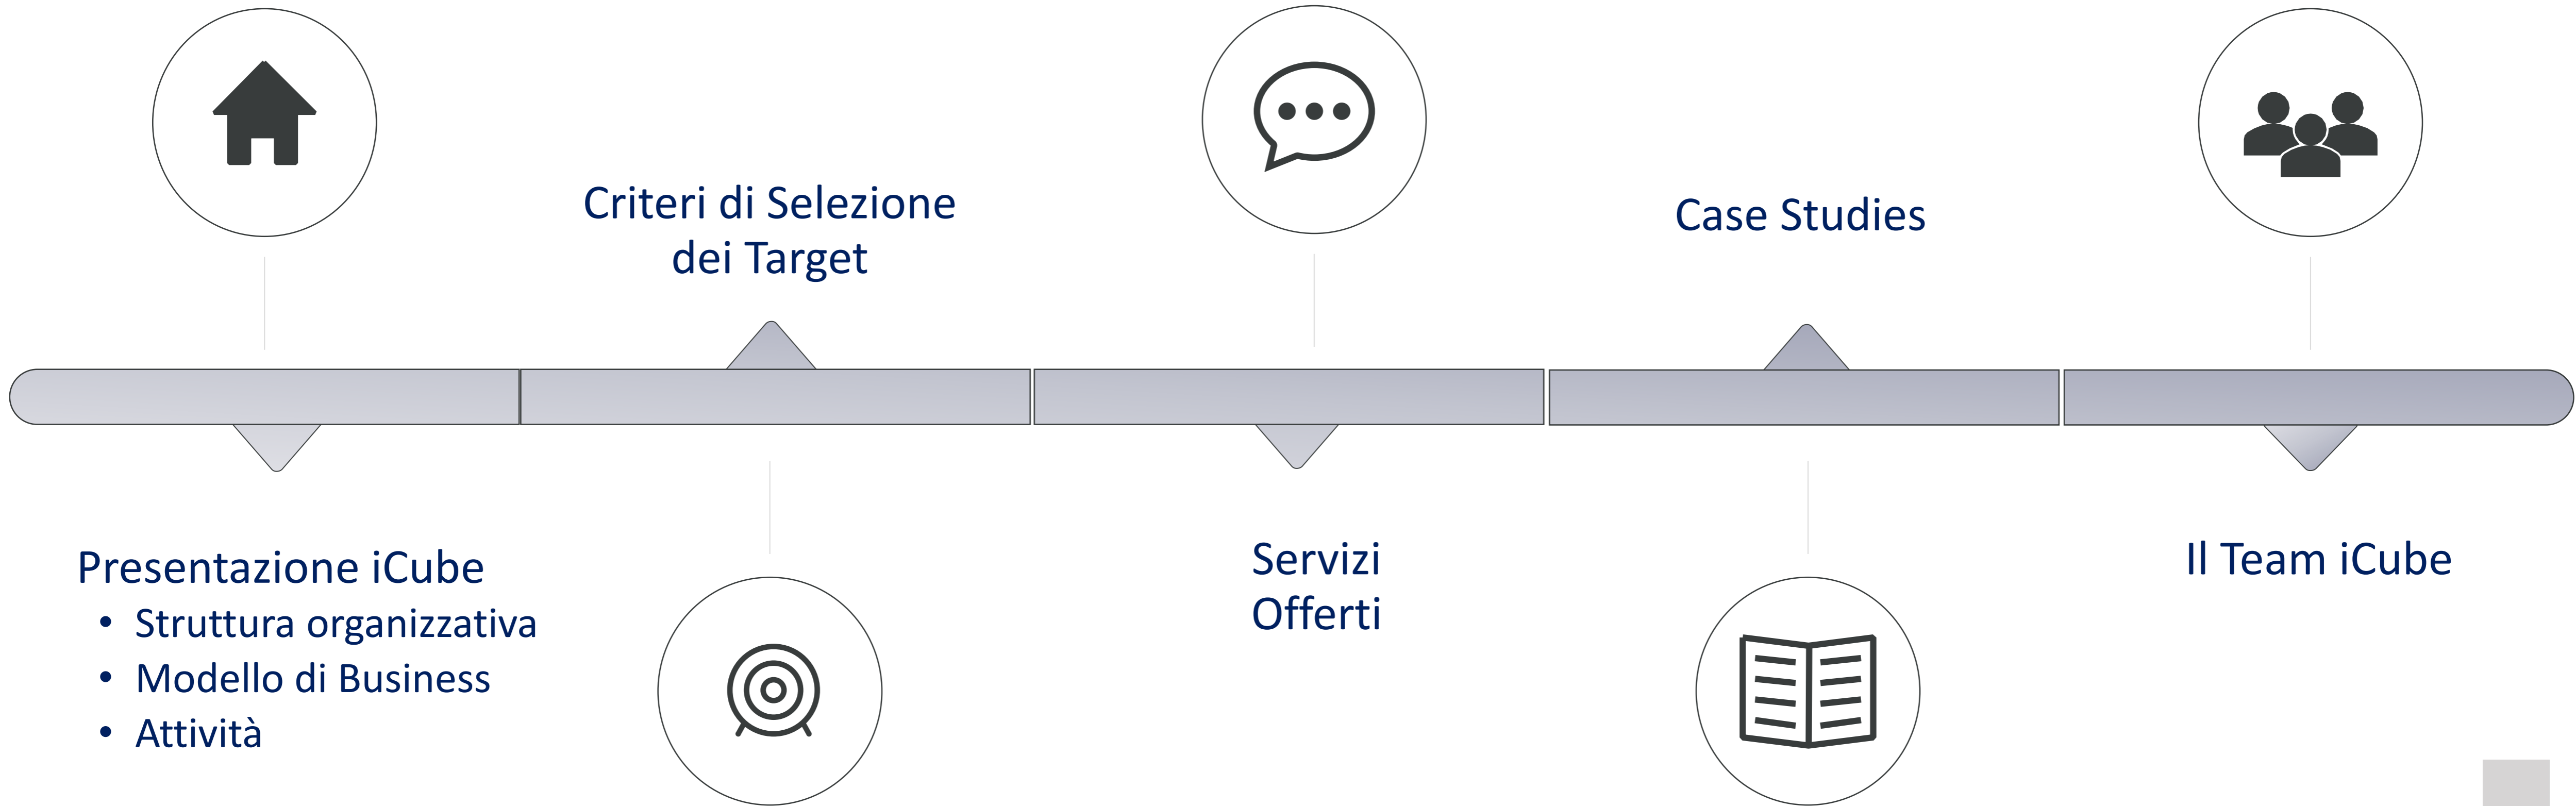 Presentazione iCube
• Struttura organizzativa
• Modello di Business
• Attività
Criteri di Selezione
dei Target
Servizi
Offerti
Case Studies
Il Team iCube